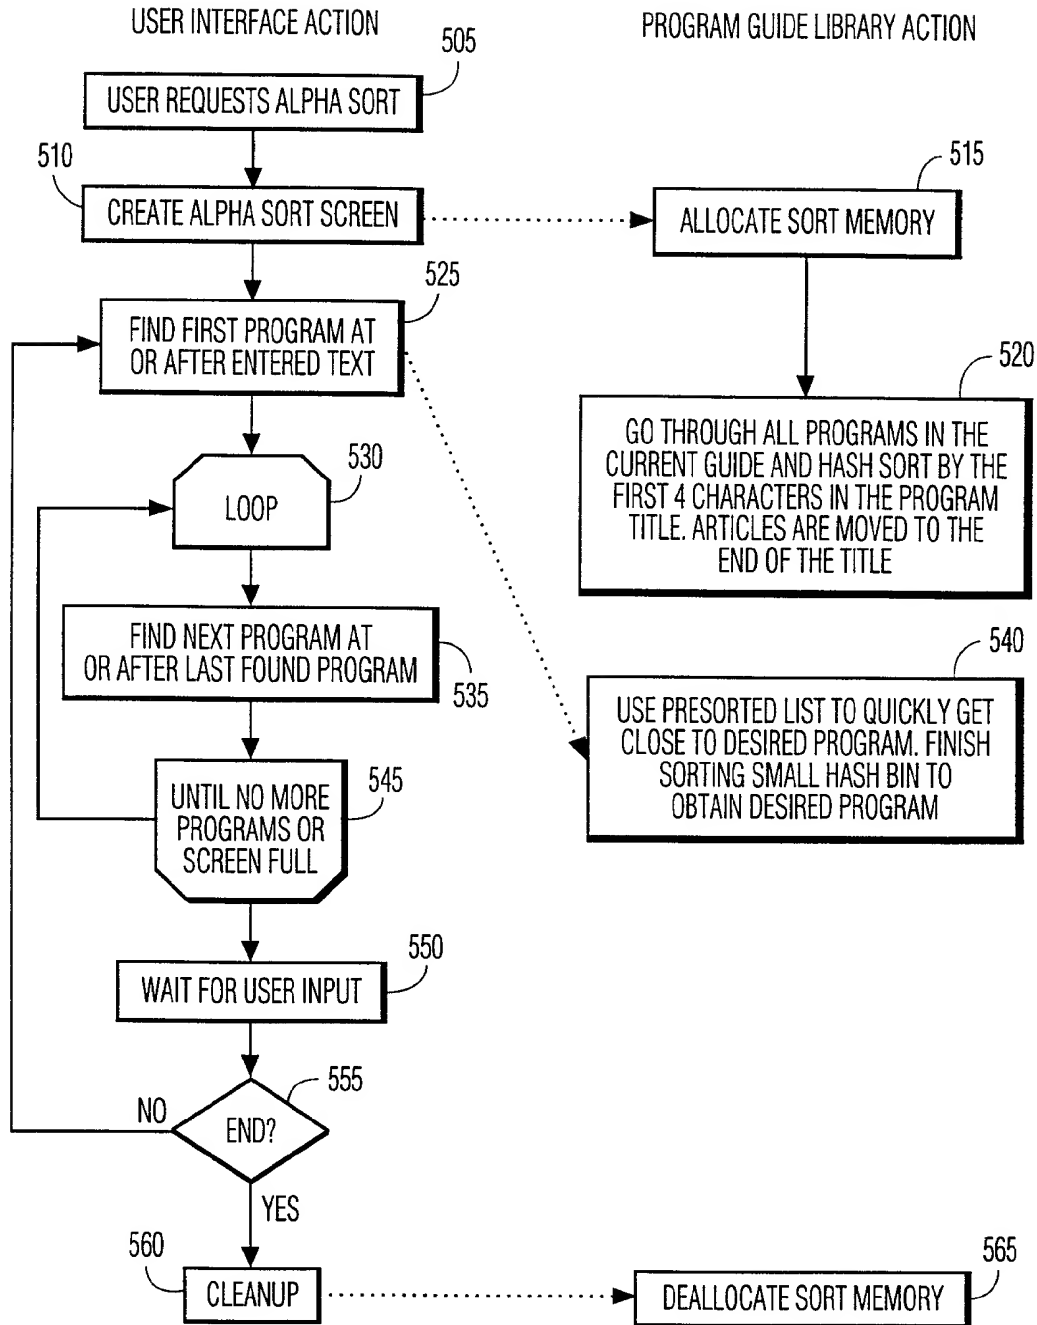 USER INTERFACE ACTION
PROGRAM GUIDE LIBRARY ACTION
505
USER REQUESTS ALPHA SORT
510
CREATE ALPHA SORT SCREEN
515
ALLOCATE SORT MEMORY
525
FIND FIRST PROGRAM AT
OR AFTER ENTERED TEXT
520
GO THROUGH ALL PROGRAMS IN THE
CURRENT GUIDE AND HASH SORT BY THE
FIRST 4 CHARACTERS IN THE PROGRAM
TITLE. ARTICLES ARE MOVED TO THE
END OF THE TITLE
530
LOOP
FIND NEXT PROGRAM AT
OR AFTER LAST FOUND PROGRAM
535
540
USE PRESORTED LIST TO QUICKLY GET
CLOSE TO DESIRED PROGRAM. FINISH
SORTING SMALL HASH BIN TO
OBTAIN DESIRED PROGRAM
545
UNTIL NO MORE
PROGRAMS OR
SCREEN FULL
550
WAIT FOR USER INPUT
555
NO
END?
YES
560
CLEANUP
565
DEALLOCATE SORT MEMORY